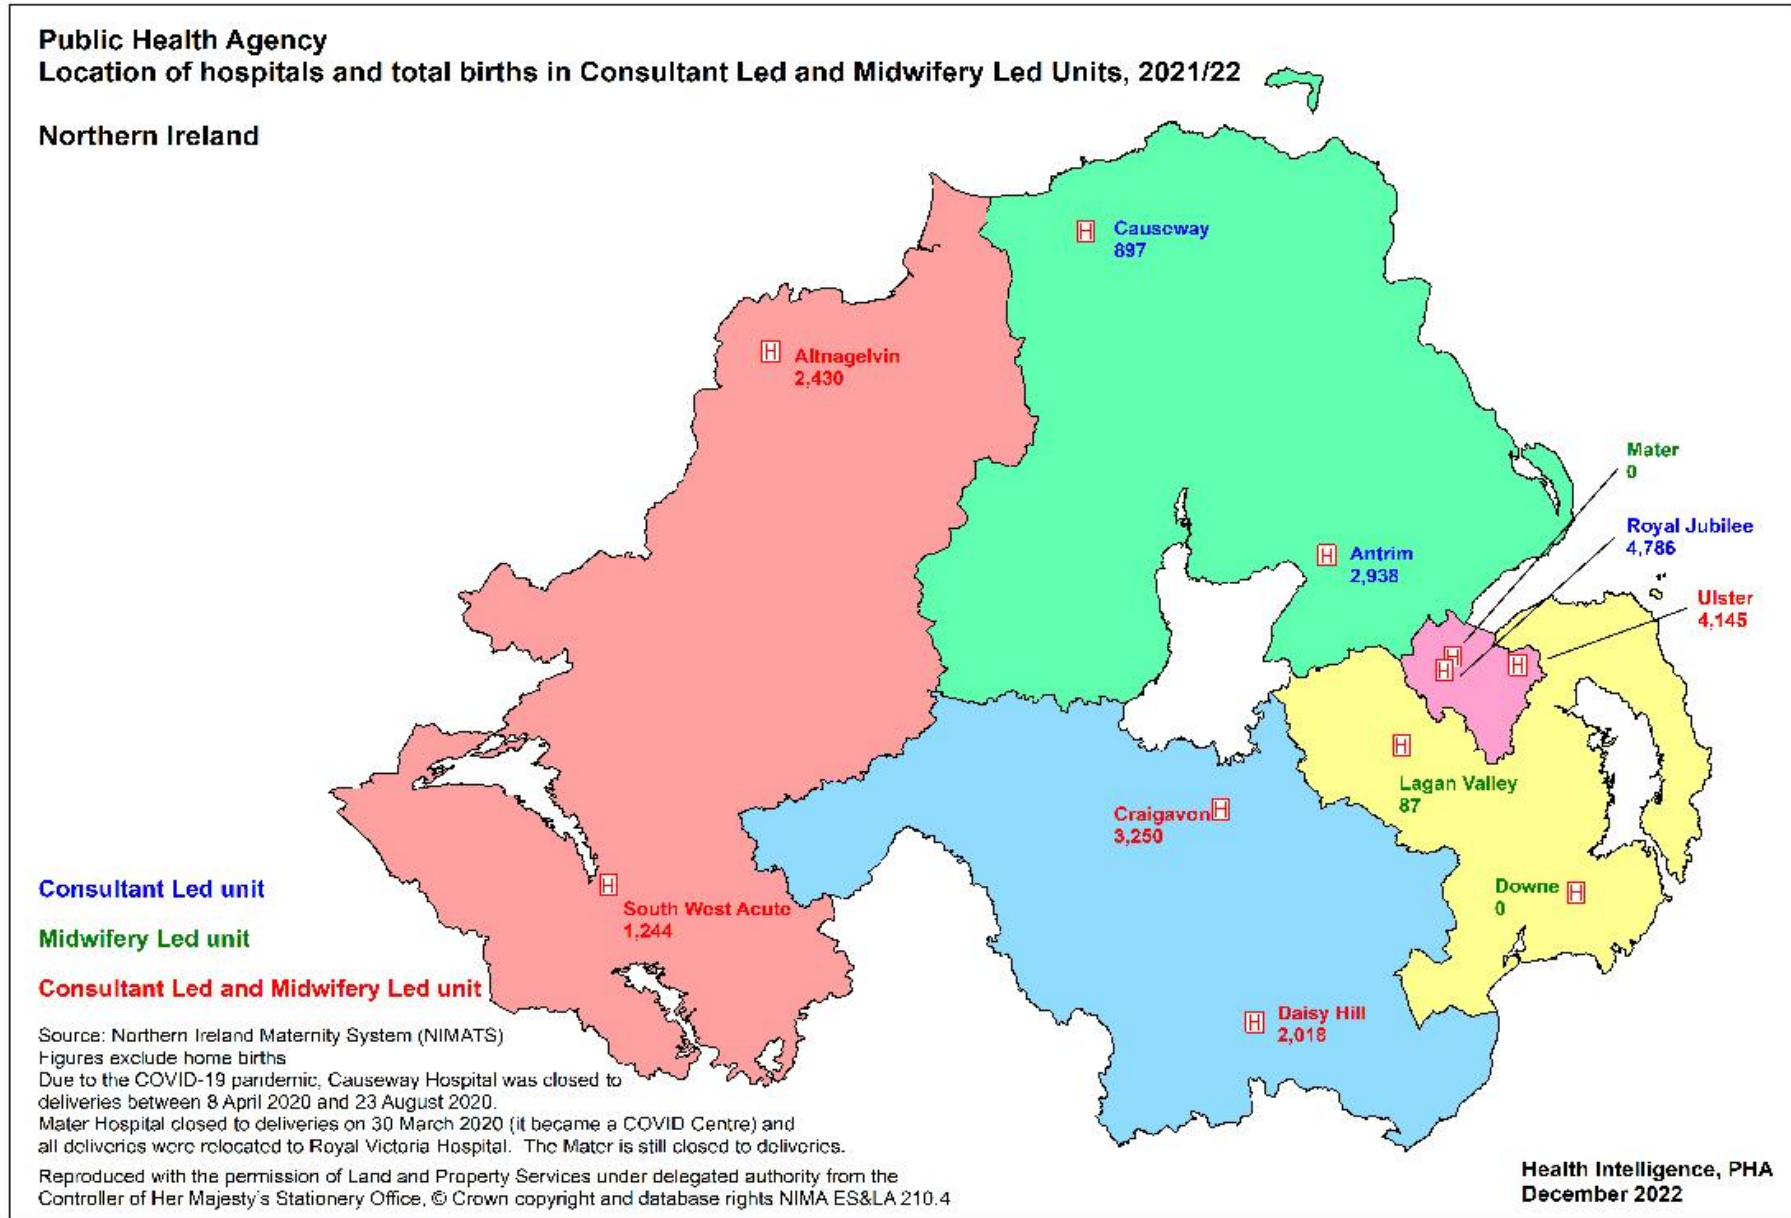 Public Health Agency
Location of hospitals and total births in Consultant Led and Midwifery Led Units, 2021/22
Northern Ireland
H Causeway
897
H Altnagelvin
2,430
Mater
0
Royal Jubilee
4,786
H Antrim
2,938
Ulster
4,145
H
H
H
H
Lagan Valley
87
Craigavon H
3,250
Consultant Led unit
H
South West Acute
1,244
Downe H
0
Midwifery Led unit
Consultant Led and Midwifery Led unit
H Daisy Hill
2,018
Source: Northern Ireland Maternity System (NIMATS)
Figures exclude home births
Due to the COVID-19 pandemic, Causeway Hospital was closed to
deliveries between 8 April 2020 and 23 August 2020.
Mater Hospital closed to deliveries on 30 March 2020 (it became a COVID Centre) and
all deliveries were relocated to Royal Victoria Hospital. The Mater is still closed to deliveries.
Reproduced with the permission of Land and Property Services under delegated authority from the
Controller of Her Majesty's Stationery Office, © Crown copyright and database rights NIMA ES&LA 210.4
Health Intelligence, PHA
December 2022